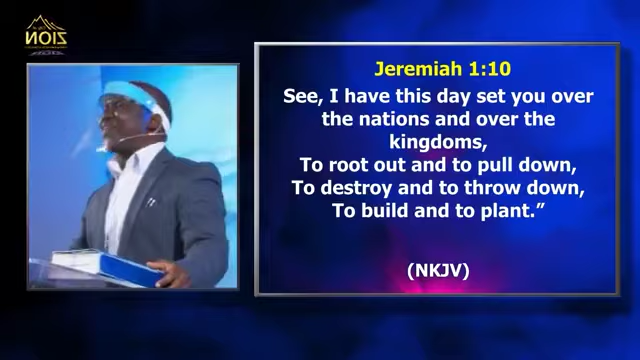 ZION
Jeremiah 1:10
See, I have this day set you over
the nations and over the
kingdoms,
To root out and to pull down,
To destroy and to throw down,
To build and to plant.”
(NKJV)